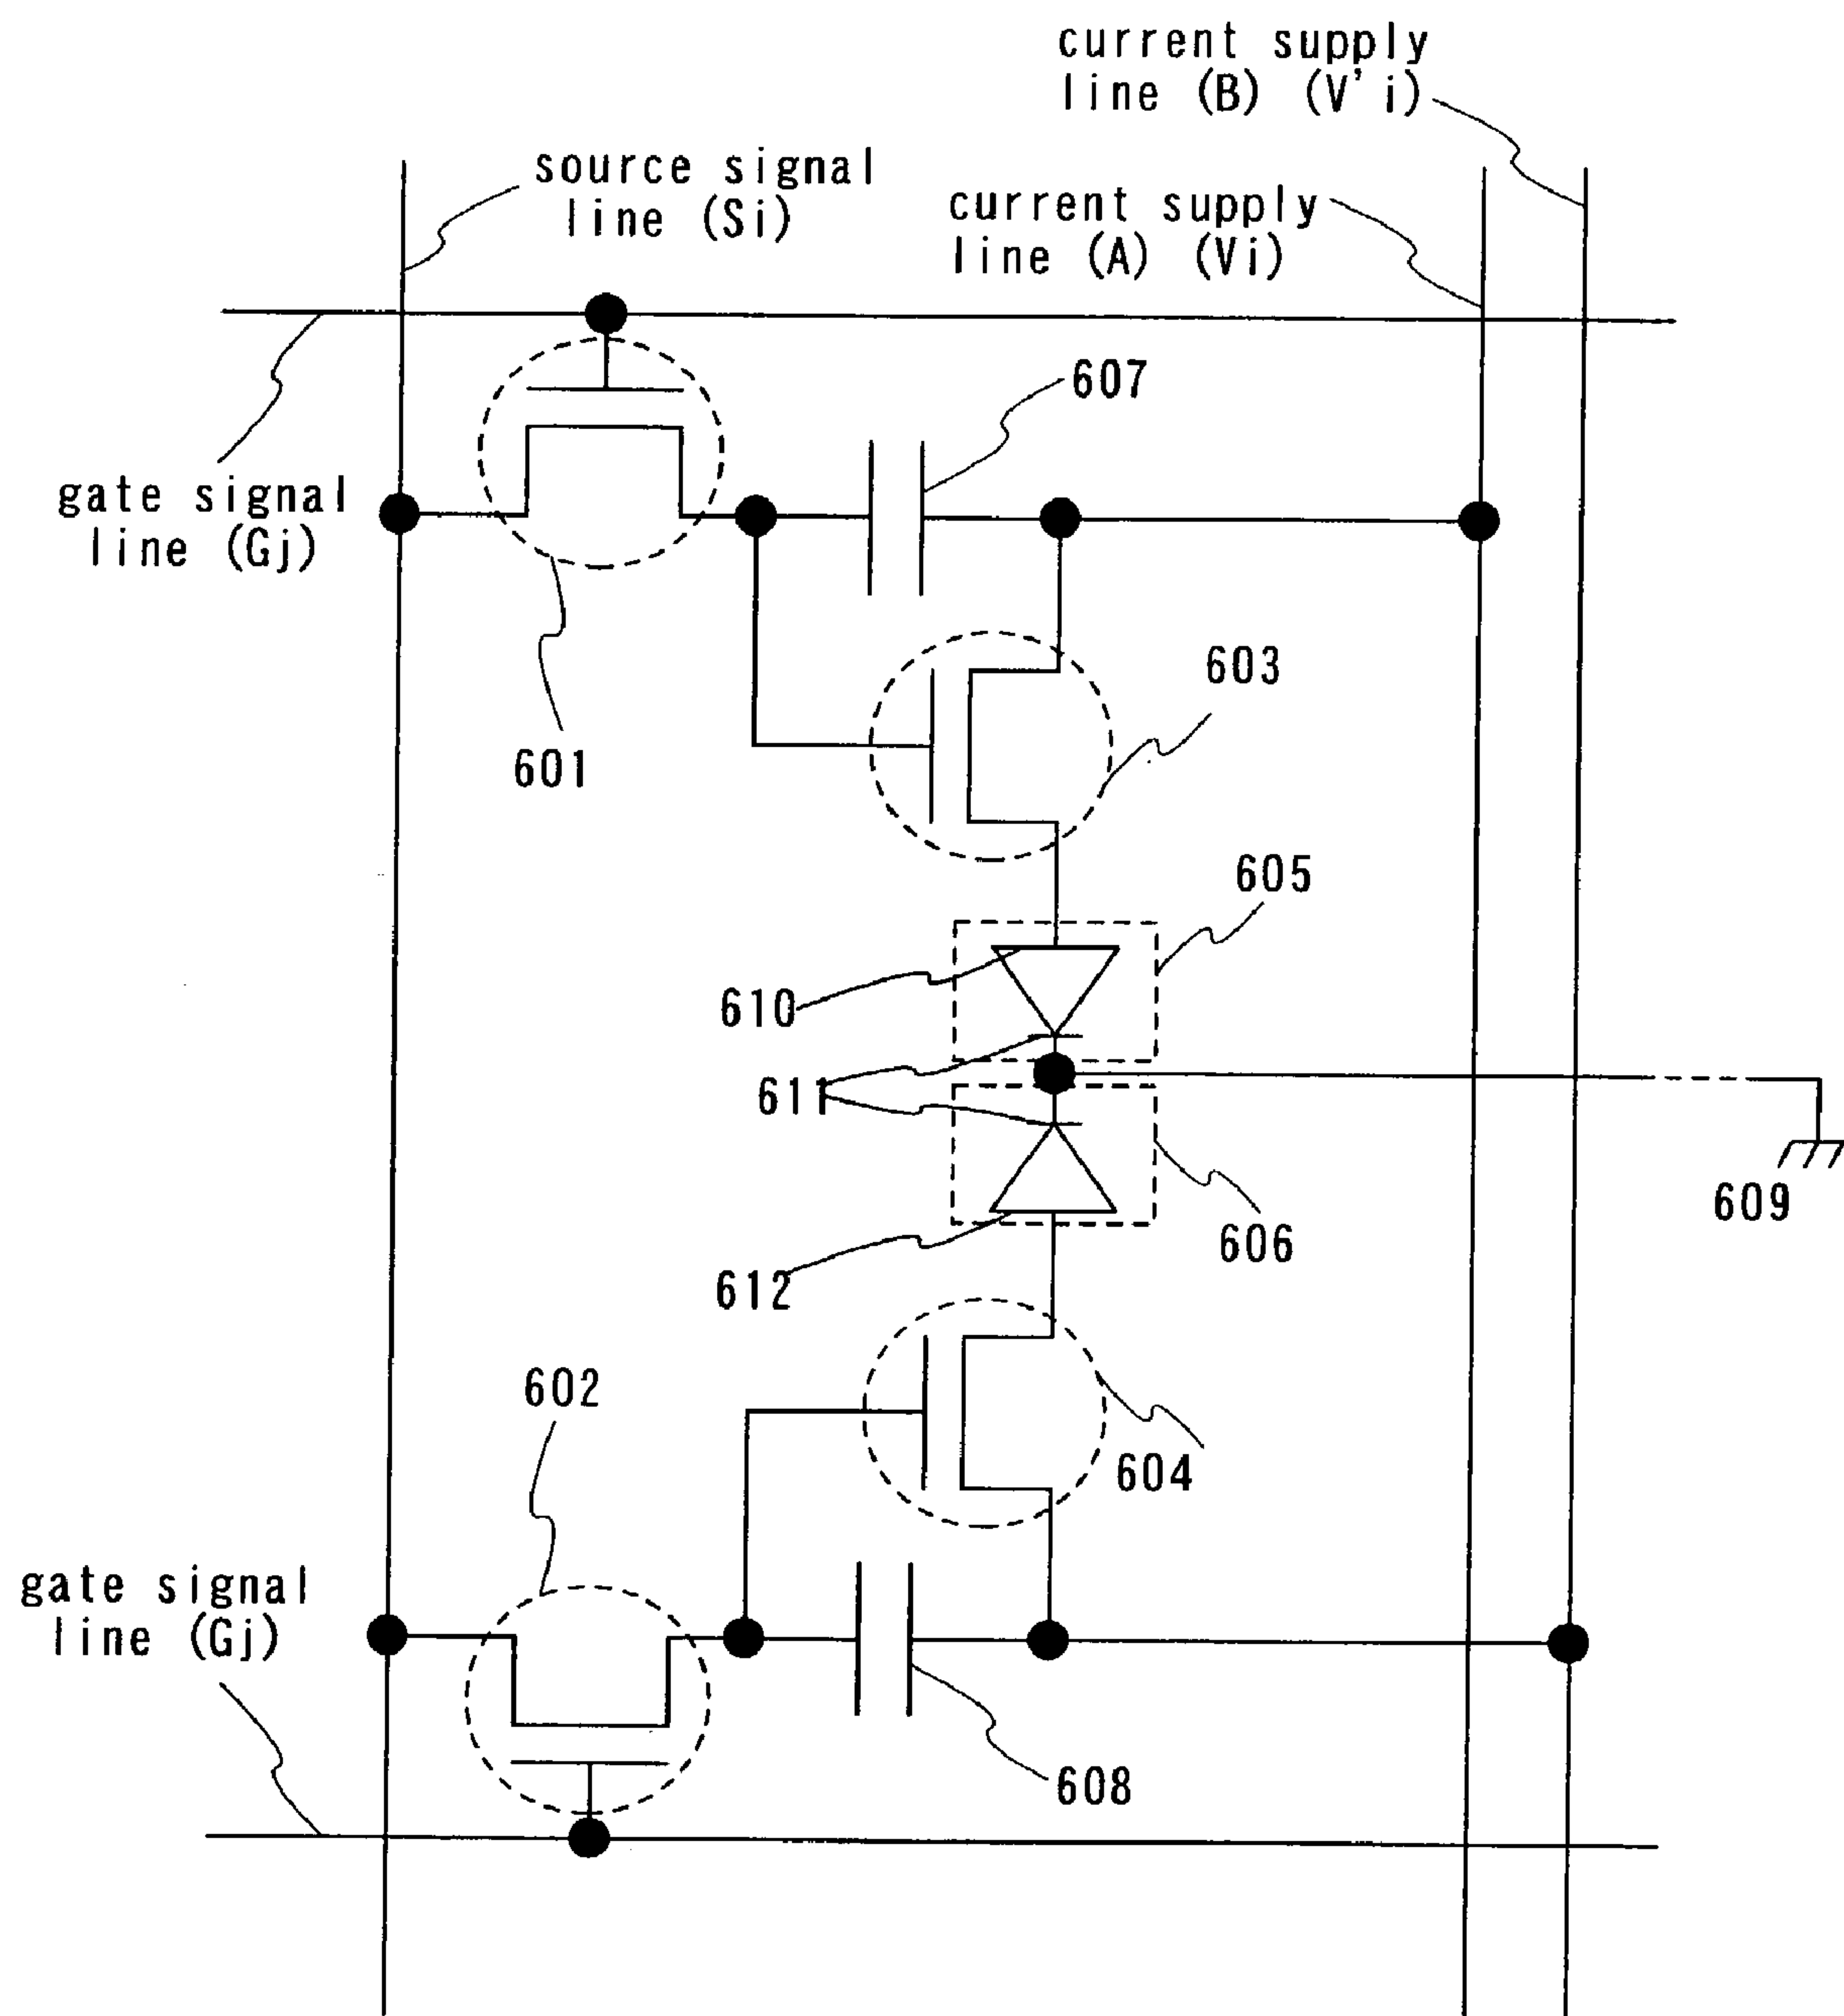 current supply
line (B) (V'i)
source signal
line (Si)
current supply
line (A) (Vi)
607
gate signal
line (Gj)
603
601
605
610
611
609
606
612
602
604
gate signal
line (Gj)
608